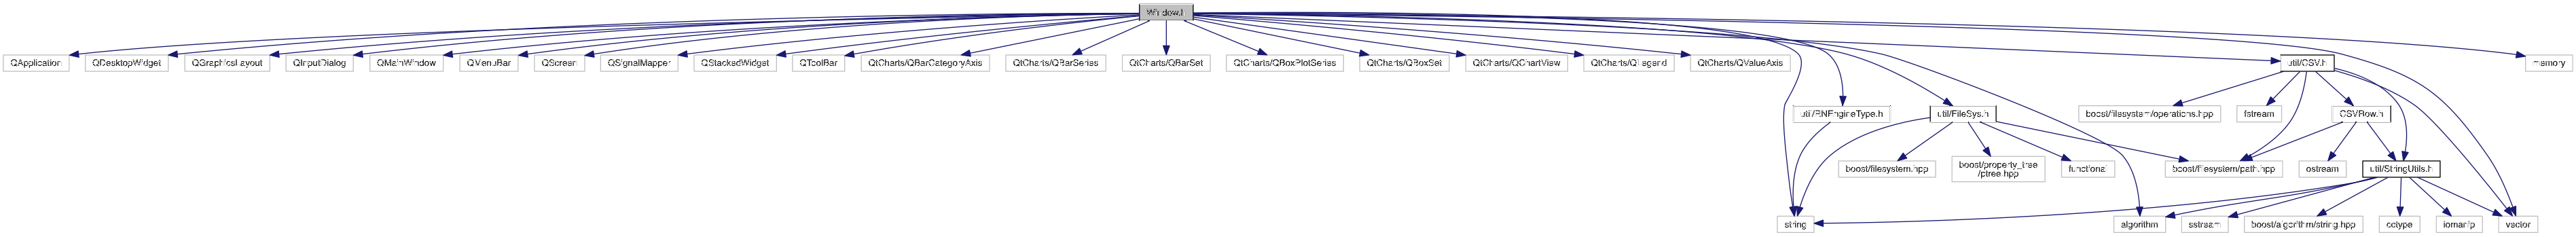 Window.h
QApplication
QDesktopWidget
QGraphicsLayout
QInputDialog
QMainWindow
QMenuBar
QScreen
QSignalMapper
QStackedWidget
QToolBar
QtCharts/QBarCategoryAxis
QtCharts/QBarSeries
QtCharts/QBarSet
QtCharts/QBoxPlotSeries
QtCharts/QBoxSet
QtCharts/QChartView
QtCharts/QLegend
QtCharts/QValueAxis
util/CSV.h
memory
util/RNEngineType.h
util/FileSys.h
boost/filesystem/operations.hpp
fstream
CSVRow.h
boost/filesystem.hpp
boost/property_tree
/ptree.hpp
functional
boost/filesystem/path.hpp
ostream
util/StringUtils.h
string
algorithm
sstream
boost/algorithm/string.hpp
cctype
iomanip
vector